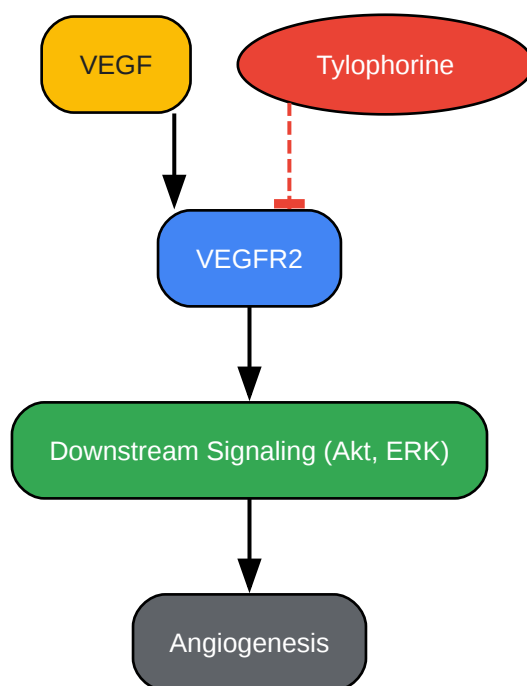 VEGF
Tylophorine
VEGFR2
Downstream Signaling (Akt, ERK)
Angiogenesis